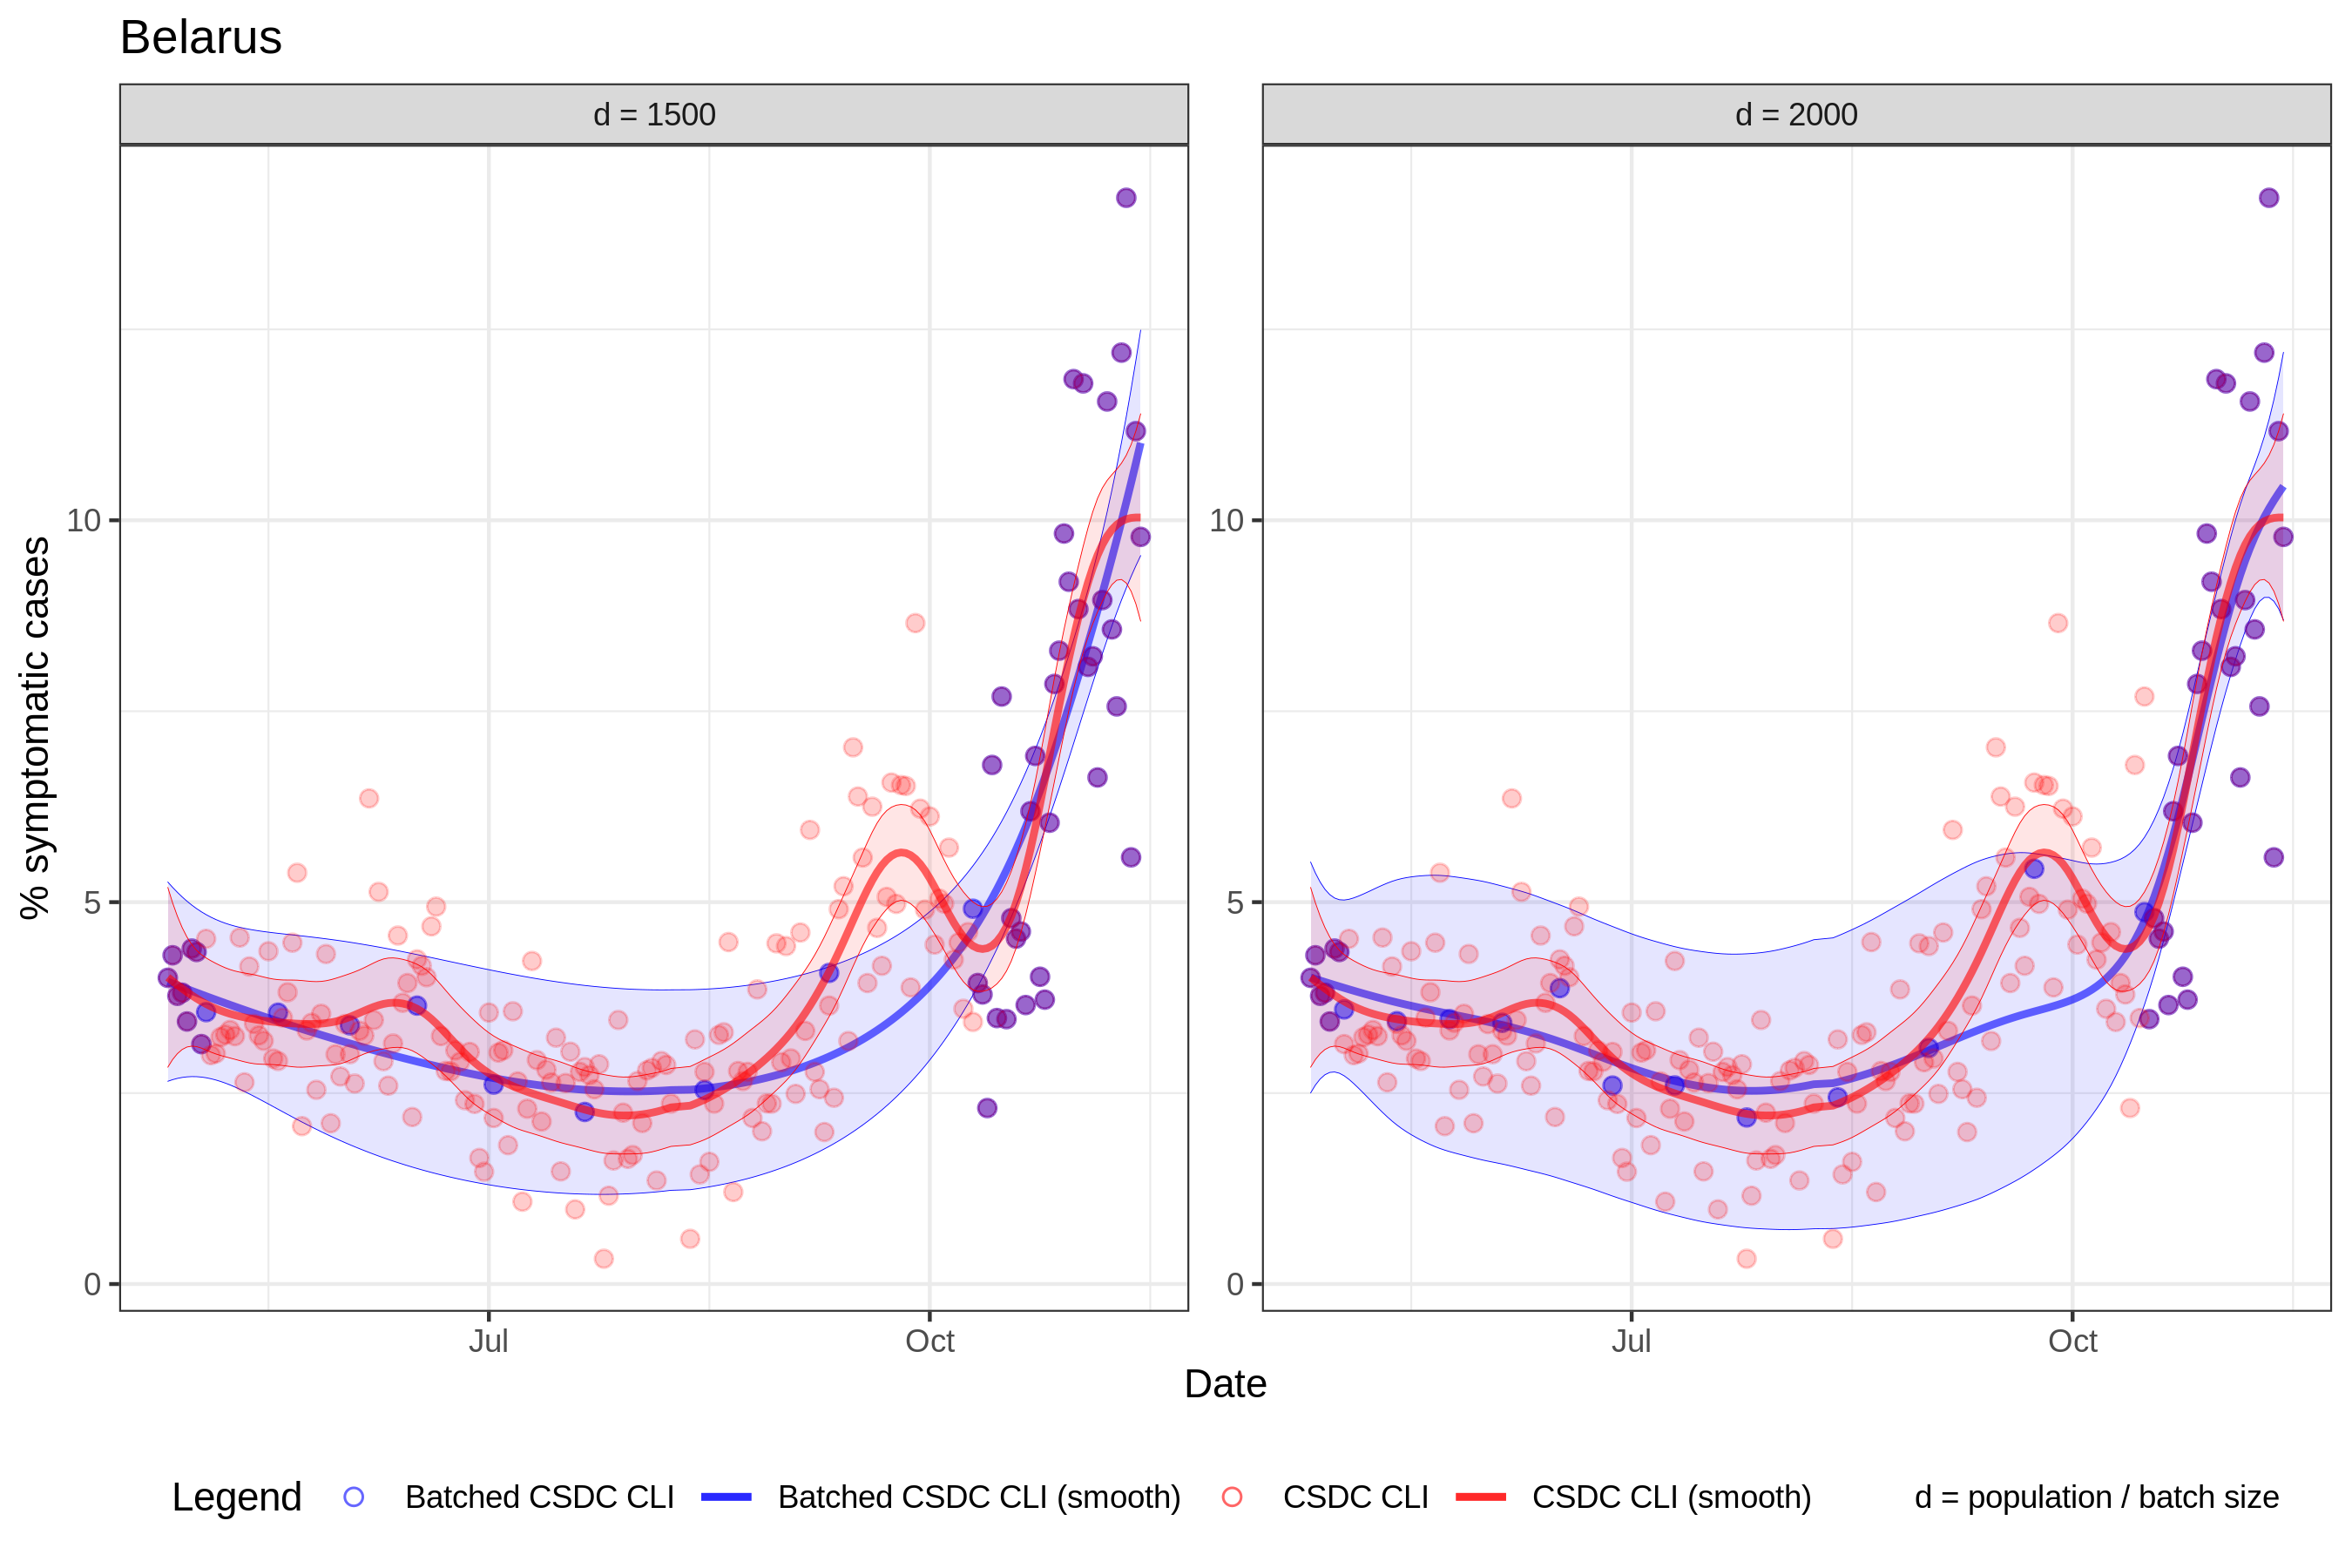 Belarus
d = 1500
d = 2000
% symptomatic cases
10
5
0
10
5
0
Jul
Oct
Jul
Oct
Date
Legend
Batched CSDC CLI
Batched CSDC CLI (smooth)
CSDC CLI
CSDC CLI (smooth)
d = population / batch size